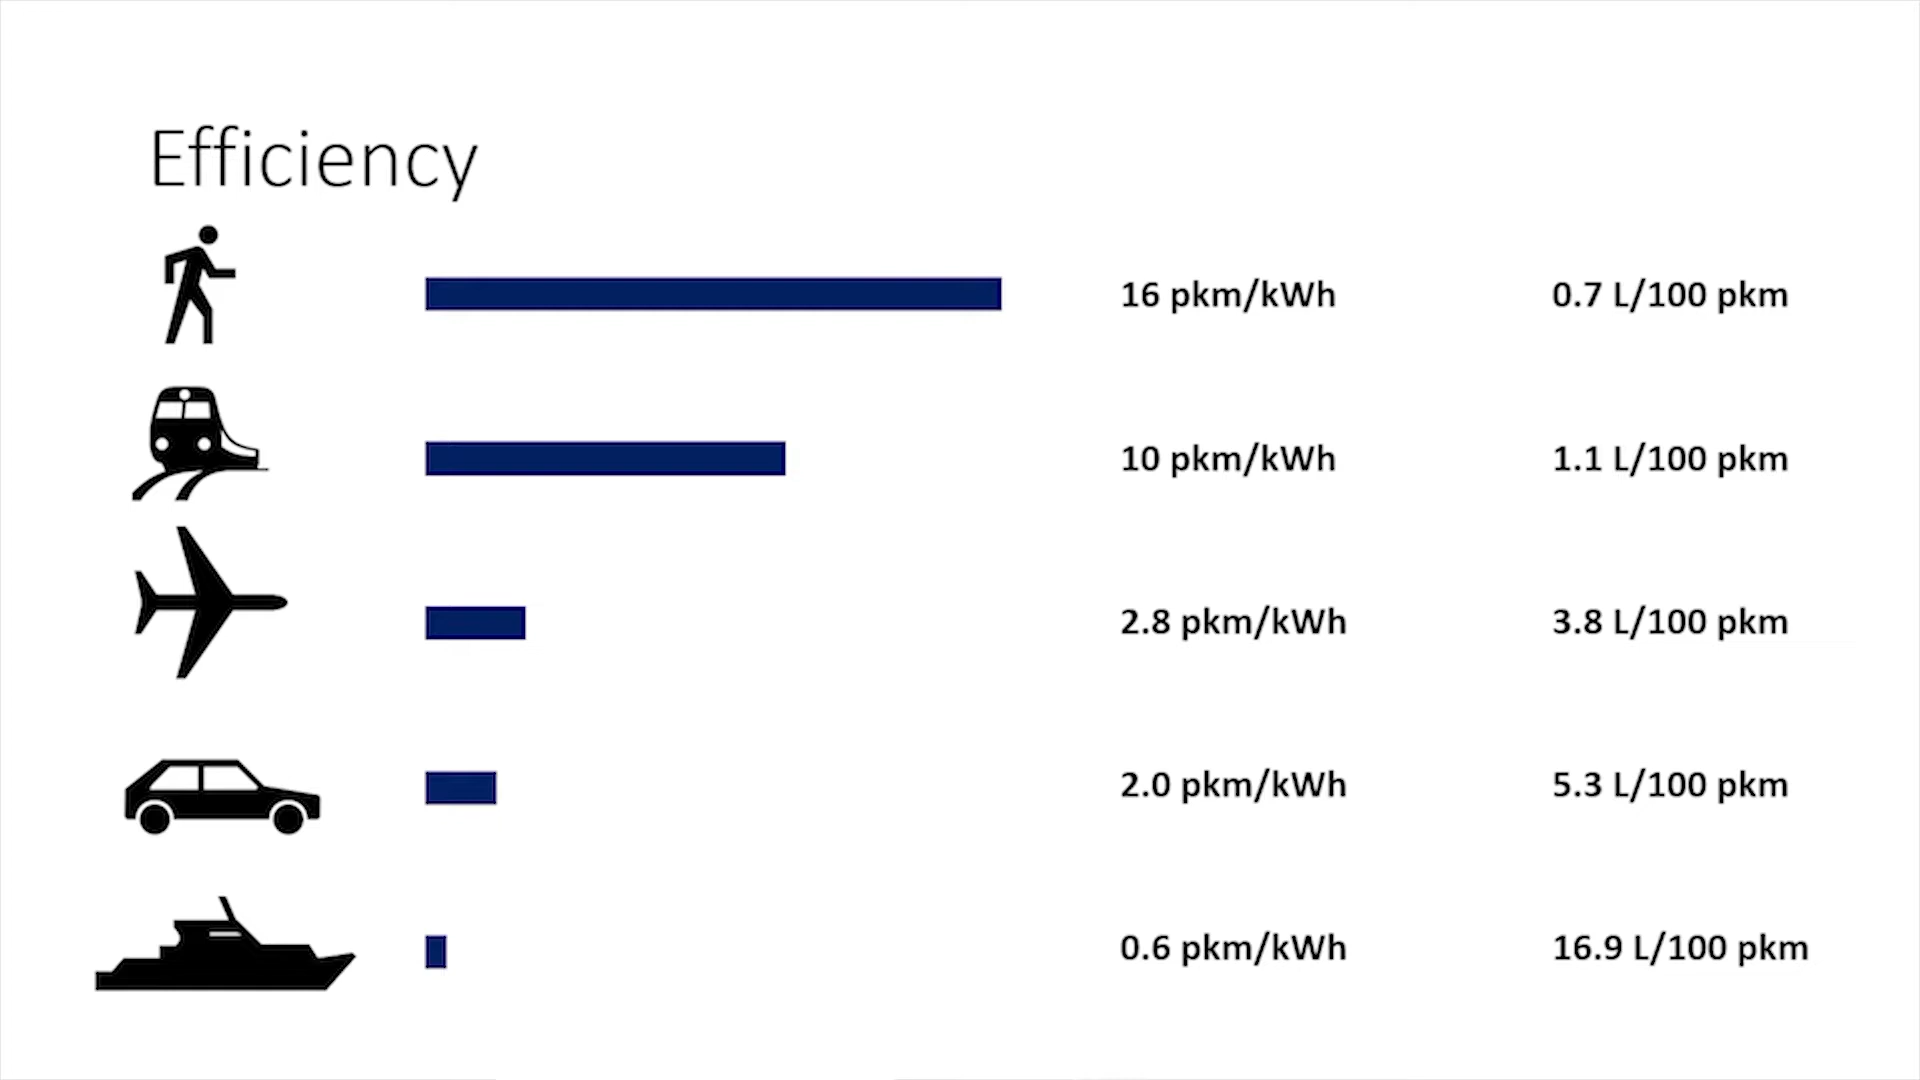 Efficiency
16 pkm/kWh 0.7 L/100 pkm
10 pkm/kWh 1.1 L/100 pkm
2.8 pkm/kWh 3.8 L/100 pkm
2.0 pkm/kWh 5.3 L/100 pkm
0.6 pkm/kWh 16.9 L/100 pkm